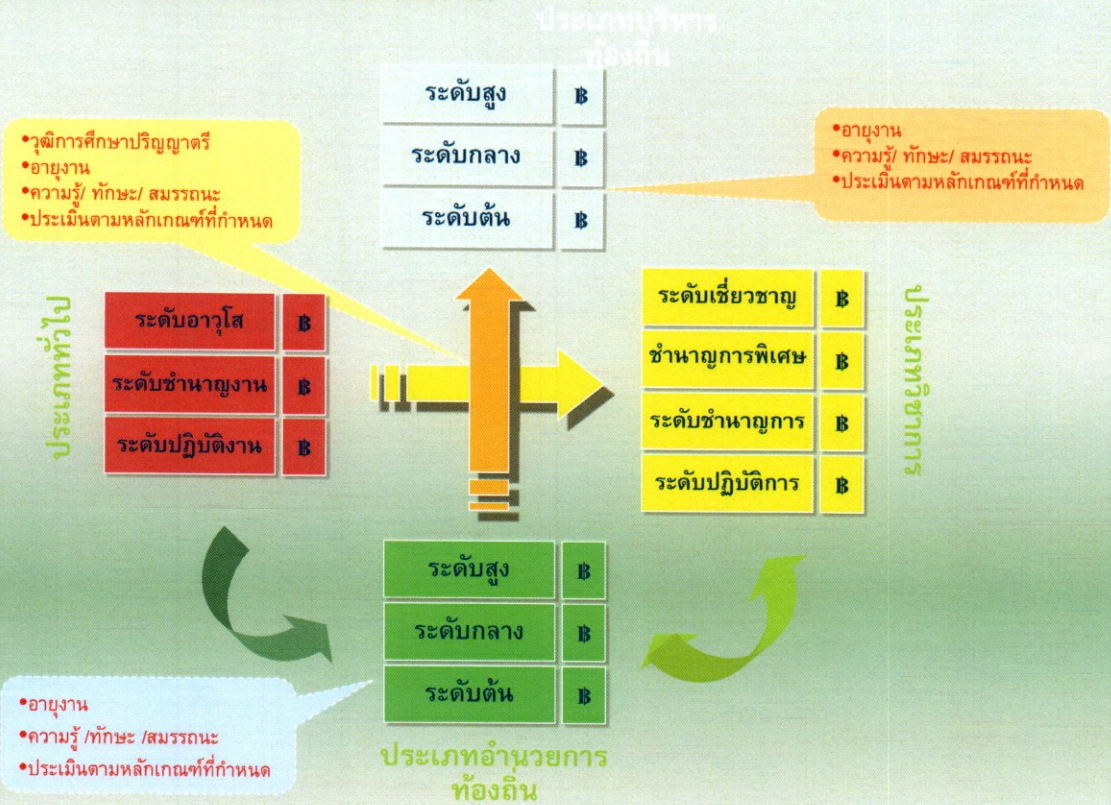 ประเภทบริหาร
ท้องถิ่น
ระดับสูง ฿
ระดับกลาง ฿
ระดับต้น ฿
•วุฒิการศึกษาปริญญาตรี
•อายุงาน
•ความรู้/ ทักษะ/ สมรรถนะ
•ประเมินตามหลักเกณฑ์ที่กำหนด
•อายุงาน
•ความรู้/ ทักษะ/ สมรรถนะ
•ประเมินตามหลักเกณฑ์ที่กำหนด
ประเภททั่วไป
ระดับอาวุโส ฿
ระดับชำนาญงาน ฿
ระดับปฏิบัติงาน ฿
ระดับเชี่ยวชาญ ฿
ชำนาญการพิเศษ ฿
ระดับชำนาญการ ฿
ระดับปฏิบัติการ ฿
ประเภทวิชาการ
ระดับสูง ฿
ระดับกลาง ฿
ระดับต้น ฿
ประเภทอำนวยการ
ท้องถิ่น
•อายุงาน
•ความรู้ /ทักษะ /สมรรถนะ
•ประเมินตามหลักเกณฑ์ที่กำหนด